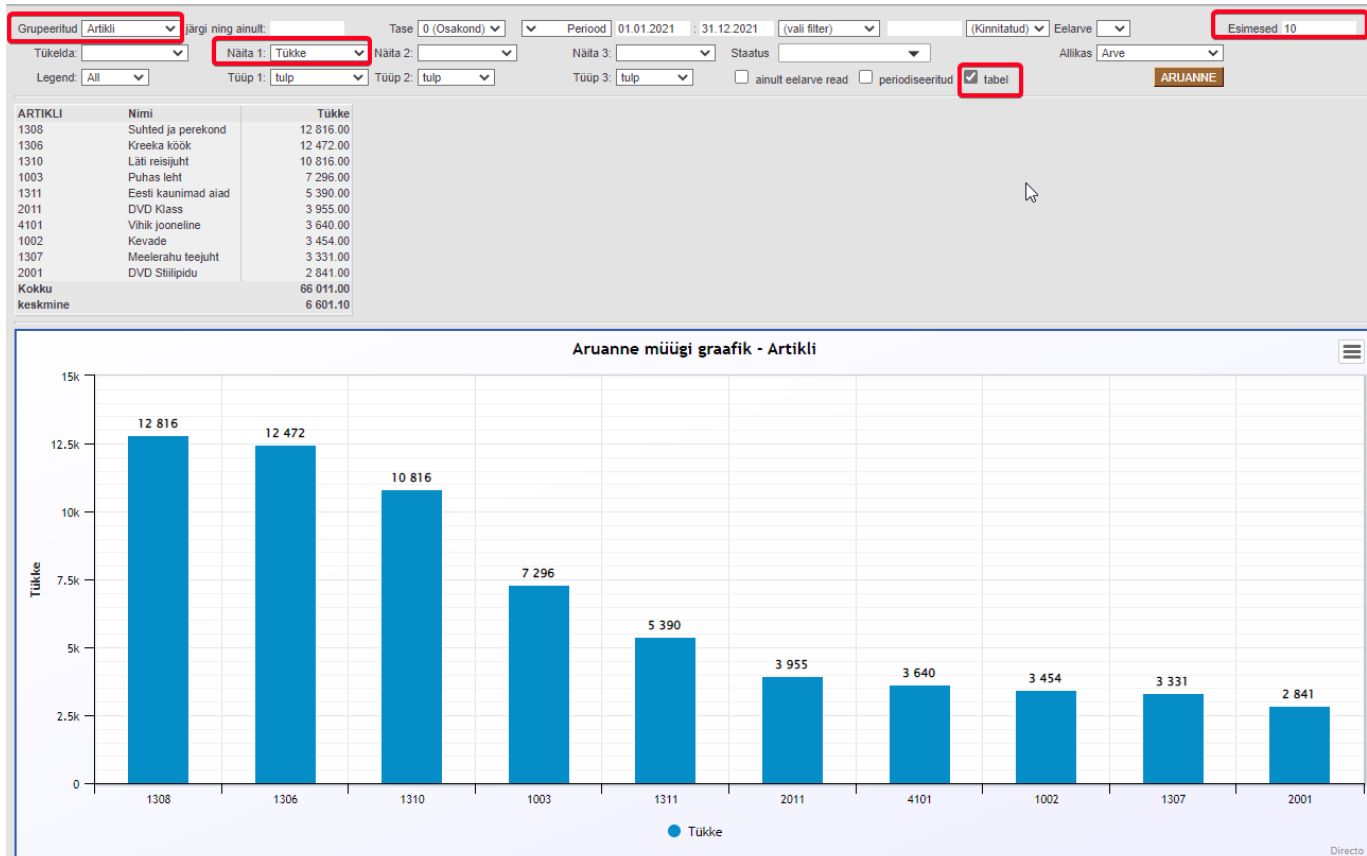 Grupeeritud Artikli järgi ning ainult: Tase 0 (Osakond) Periood 01.01.2021 : 31.12.2021 (vali filter) (Kinnitatud) Eelarve Esimesed 10
Tükelda: Näita 1: Tükke Näita 2: Näita 3: Staatus Allikas Arve
Legend: All Tüüp 1: tulp Tüüp 2: tulp Tüüp 3: tulp ainult eelarve read periodiseeritud tabel ARUANNE
ARTIKLI Nimi Tükke
1308 Suhted ja perekond 12 816.00
1306 Kreeka köök 12 472.00
1310 Läti reisijuht 10 816.00
1003 Puhas leht 7 296.00
1311 Eesti kaunimad aiad 5 390.00
2011 DVD Klass 3 955.00
4101 Vihik jooneline 3 640.00
1002 Kevade 3 454.00
1307 Meelerahu teejuht 3 331.00
2001 DVD Stiilipidu 2 841.00
Kokku 66 011.00
keskmine 6 601.10
Aruanne müügi graafik - Artikli
15k
12.5k
10k
7.5k
5k
2.5k
0
Tükke
12 816
12 472
10 816
7 296
5 390
3 955
3 640
3 454
3 331
2 841
1308 1306 1310 1003 1311 2011 4101 1002 1307 2001
Tükke
Directo